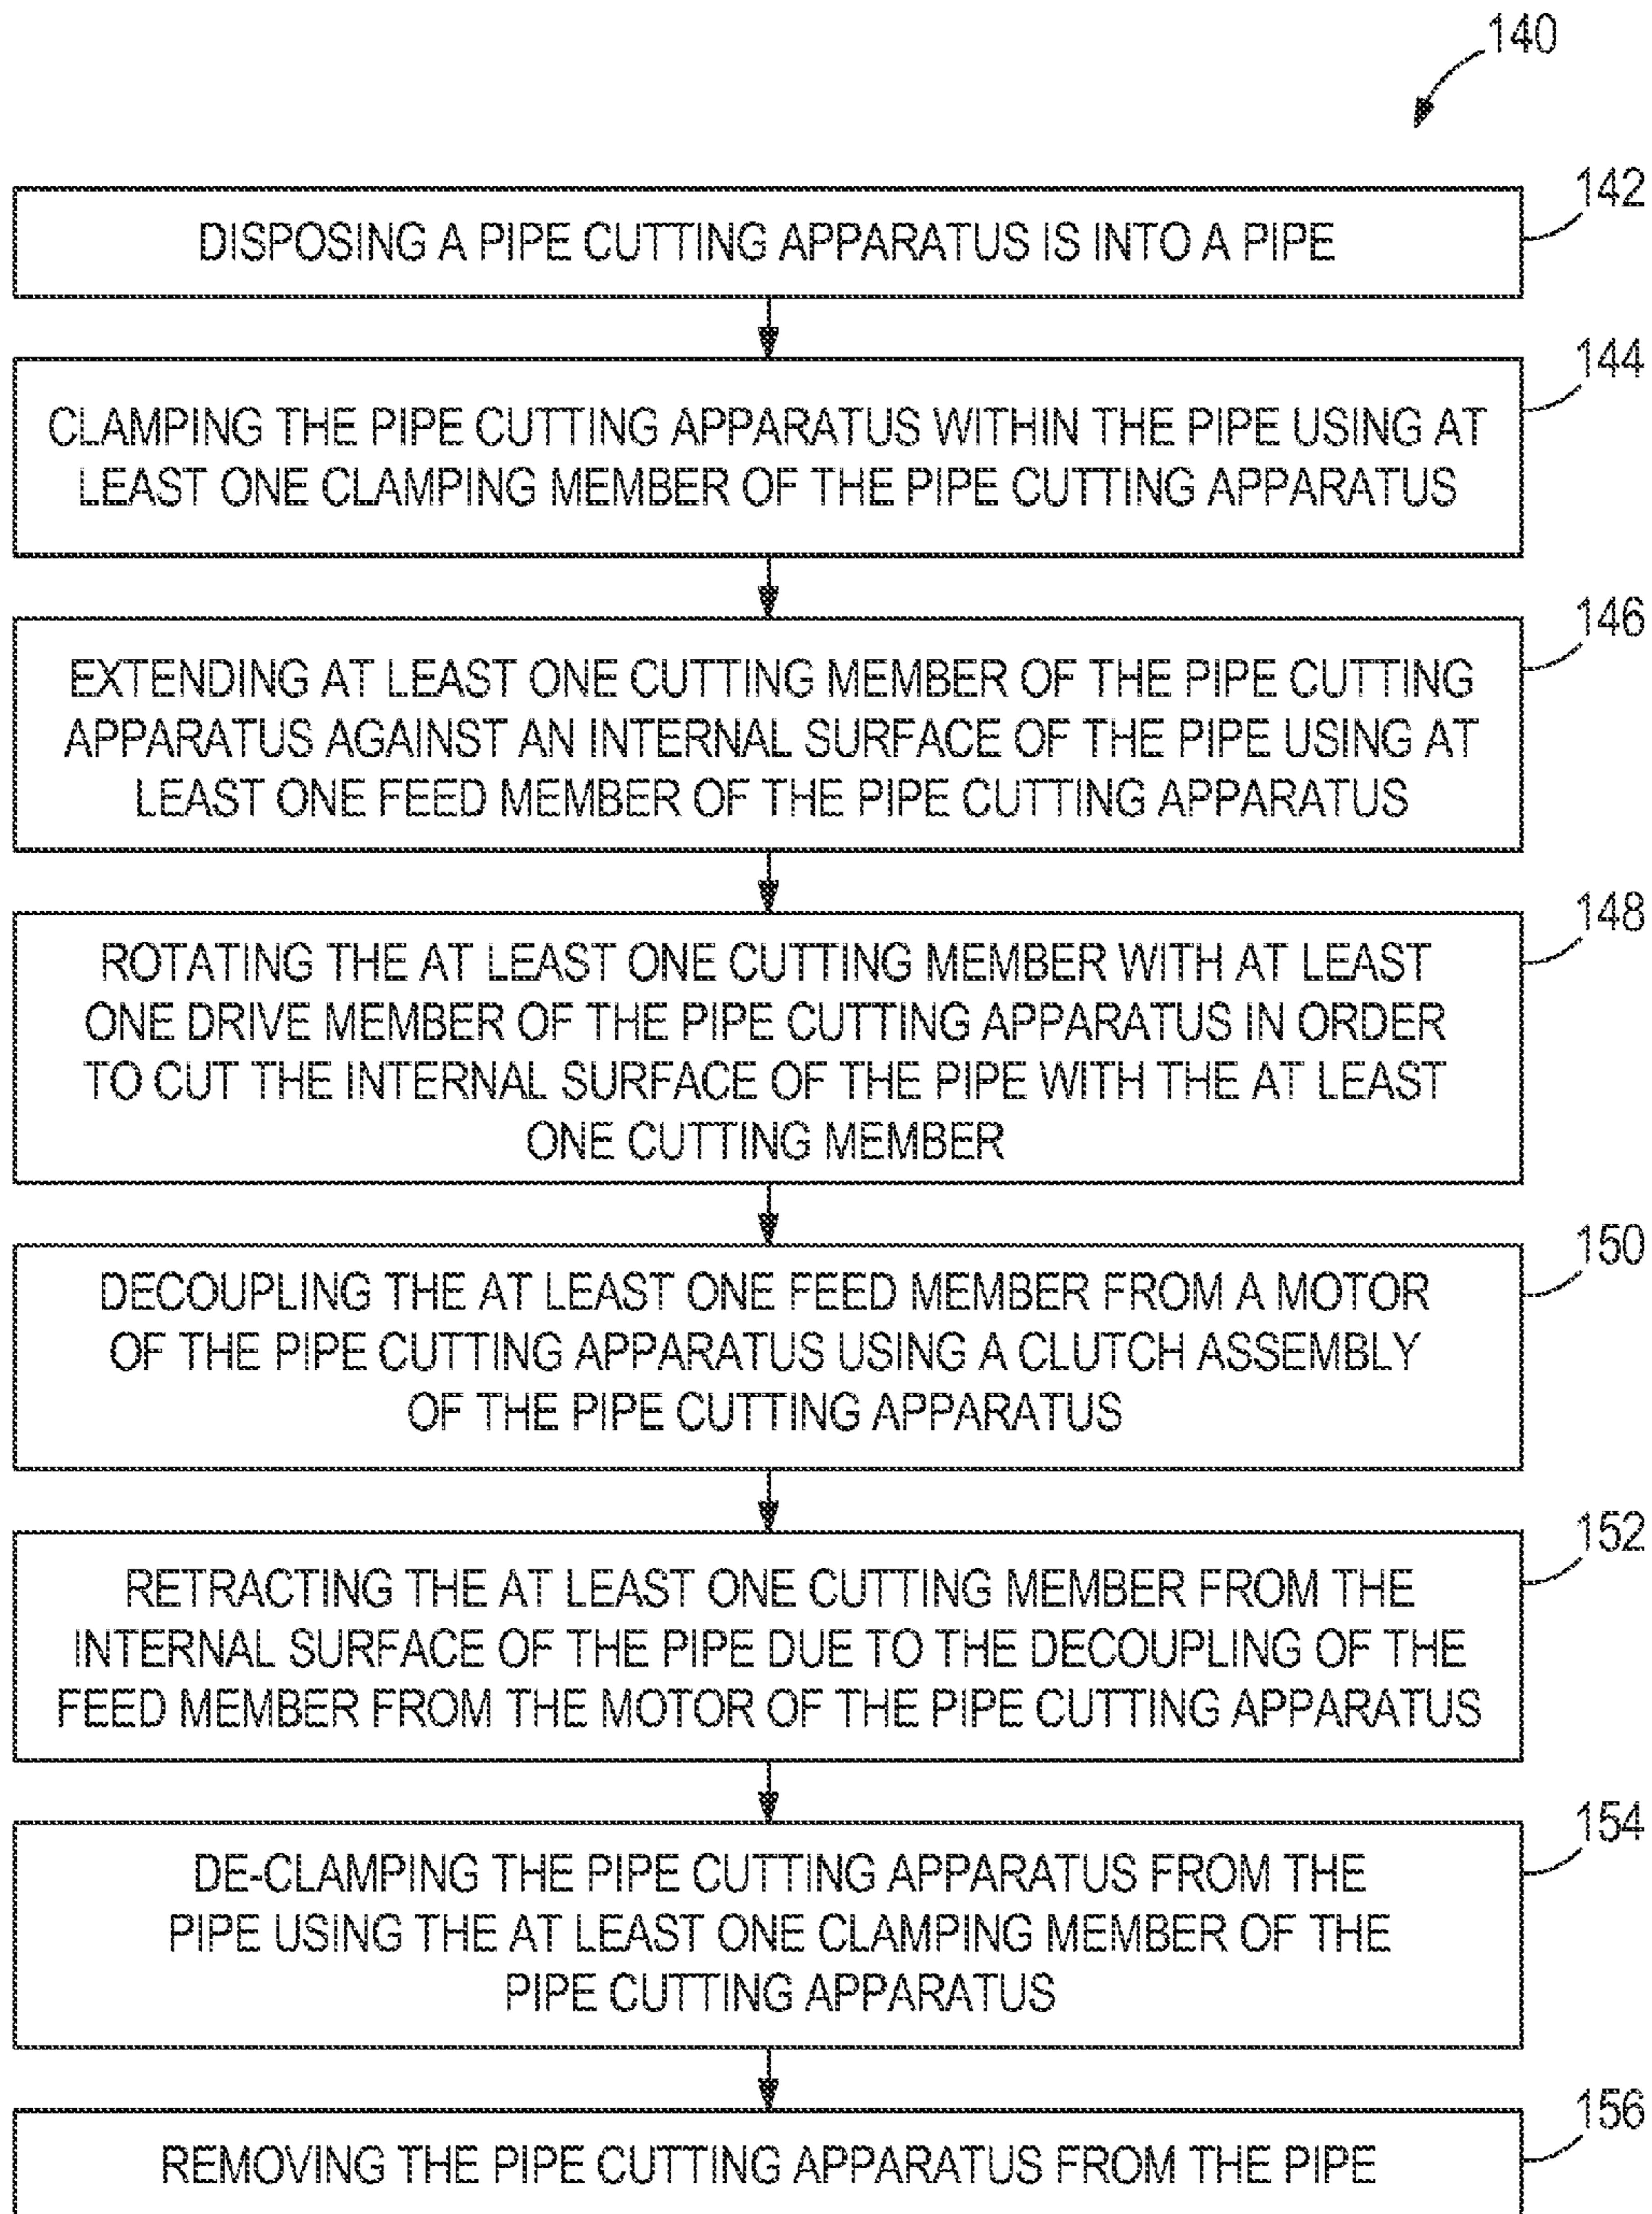 140
142
DISPOSING A PIPE CUTTING APPARATUS IS INTO A PIPE
144
CLAMPING THE PIPE CUTTING APPARATUS WITHIN THE PIPE USING AT
LEAST ONE CLAMPING MEMBER OF THE PIPE CUTTING APPARATUS
146
EXTENDING AT LEAST ONE CUTTING MEMBER OF THE PIPE CUTTING
APPARATUS AGAINST AN INTERNAL SURFACE OF THE PIPE USING AT
LEAST ONE FEED MEMBER OF THE PIPE CUTTING APPARATUS
148
ROTATING THE AT LEAST ONE CUTTING MEMBER WITH AT LEAST
ONE DRIVE MEMBER OF THE PIPE CUTTING APPARATUS IN ORDER
TO CUT THE INTERNAL SURFACE OF THE PIPE WITH THE AT LEAST
ONE CUTTING MEMBER
150
DECOUPLING THE AT LEAST ONE FEED MEMBER FROM A MOTOR
OF THE PIPE CUTTING APPARATUS USING A CLUTCH ASSEMBLY
OF THE PIPE CUTTING APPARATUS
152
RETRACTING THE AT LEAST ONE CUTTING MEMBER FROM THE
INTERNAL SURFACE OF THE PIPE DUE TO THE DECOUPLING OF THE
FEED MEMBER FROM THE MOTOR OF THE PIPE CUTTING APPARATUS
154
DE-CLAMPING THE PIPE CUTTING APPARATUS FROM THE
PIPE USING THE AT LEAST ONE CLAMPING MEMBER OF THE
PIPE CUTTING APPARATUS
156
REMOVING THE PIPE CUTTING APPARATUS FROM THE PIPE